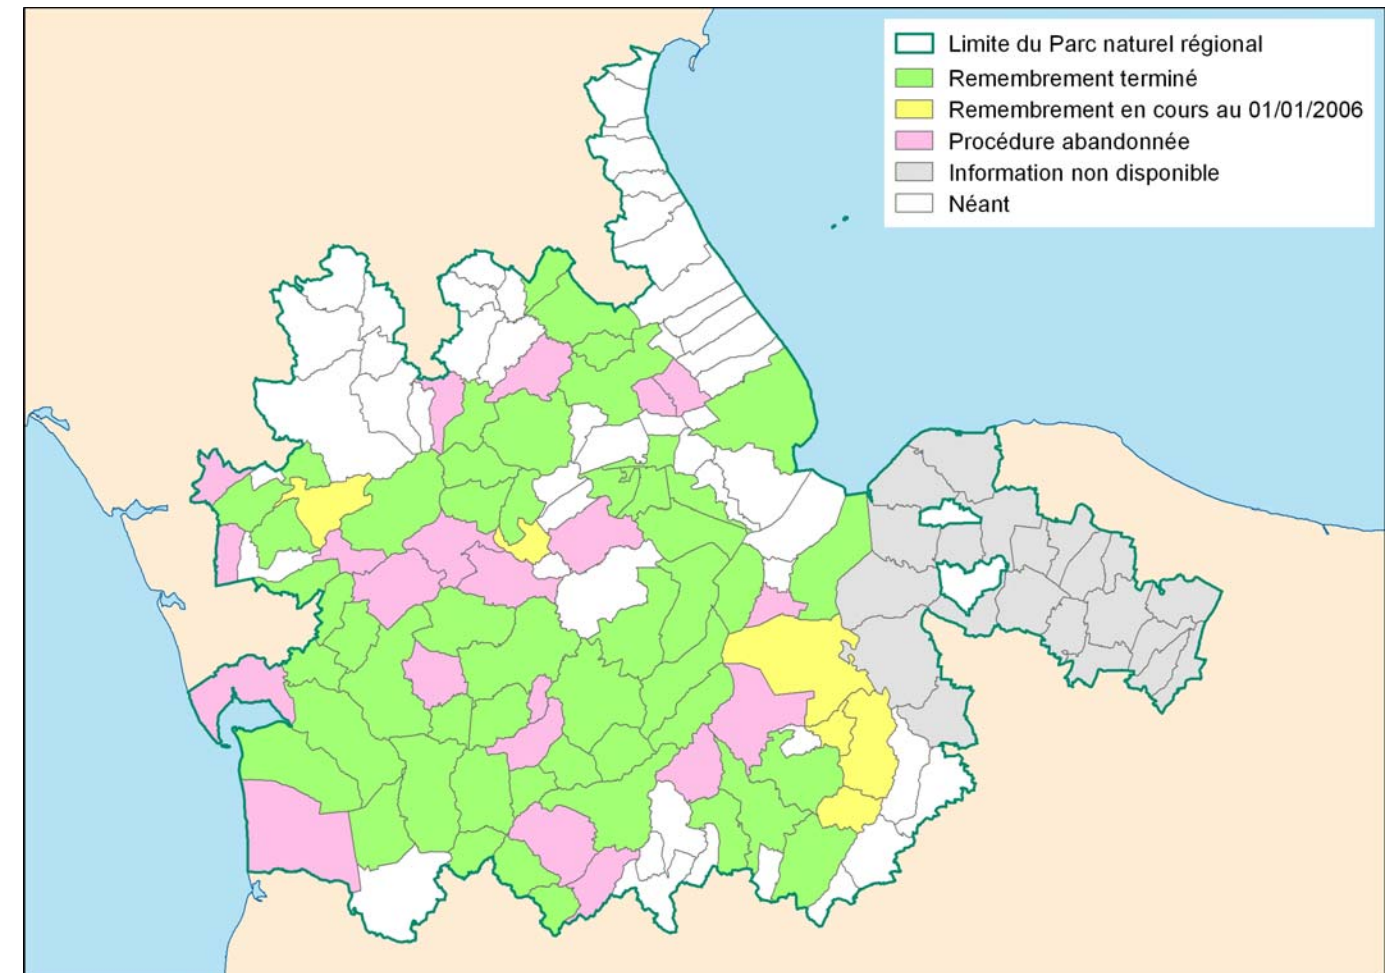 Limite du Parc naturel régional
Remembrement terminé
Remembrement en cours au 01/01/2006
Procédure abandonnée
Information non disponible
Néant